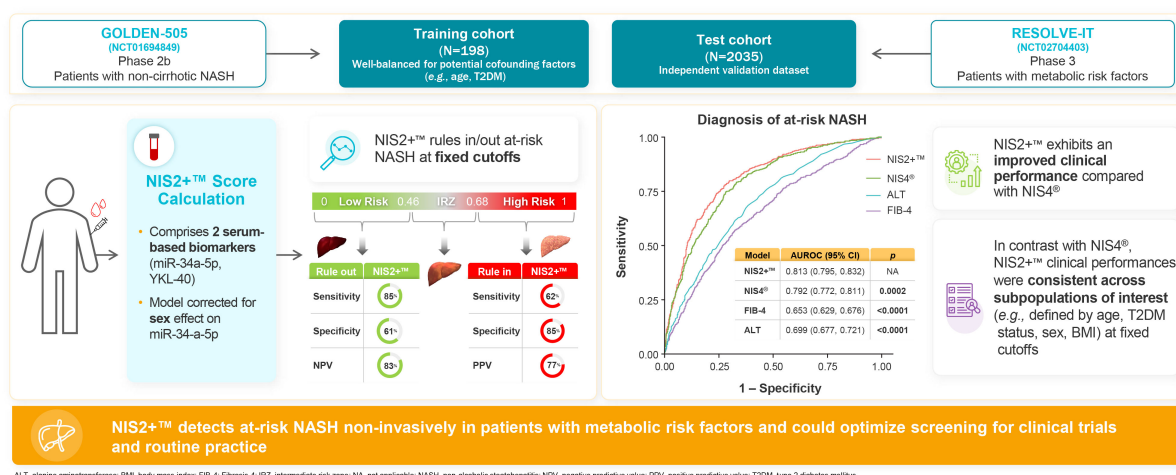 GOLDEN-505
(NCT01694849)
Phase 2b
Patients with non-cirrhotic NASH
Training cohort
(N=198)
Well-balanced for potential cofounding factors
(e.g., age, T2DM)
Test cohort
(N=2035)
Independent validation dataset
RESOLVE-IT
(NCT02704403)
Phase 3
Patients with metabolic risk factors
NIS2+™ Score
Calculation
• Comprises 2 serum-
based biomarkers
(miR-34a-5p,
YKL-40)
• Model corrected for
sex effect on
miR-34-a-5p
NIS2+™ rules in/out at-risk
NASH at fixed cutoffs
0 Low Risk 0.46 IRZ 0.68 High Risk 1
Rule out NIS2+™
Sensitivity 85%
Specificity 61%
NPV 83%
Rule in NIS2+™
Sensitivity 62%
Specificity 85%
PPV 77%
Diagnosis of at-risk NASH
Sensitivity
1.00
0.75
0.50
0.25
0.00
0.00 0.25 0.50 0.75 1.00
1 – Specificity
NIS2+™
NIS4®
ALT
FIB-4
Model AUROC (95% CI) p
NIS2+™ 0.813 (0.795, 0.832) NA
NIS4® 0.792 (0.772, 0.811) 0.0002
FIB-4 0.653 (0.629, 0.676) <0.0001
ALT 0.699 (0.677, 0.721) <0.0001
NIS2+™ exhibits an
improved clinical
performance compared
with NIS4®
In contrast with NIS4®,
NIS2+™ clinical performances
were consistent across
subpopulations of interest
(e.g., defined by age, T2DM
status, sex, BMI) at fixed
cutoffs
NIS2+™ detects at-risk NASH non-invasively in patients with metabolic risk factors and could optimize screening for clinical trials
and routine practice